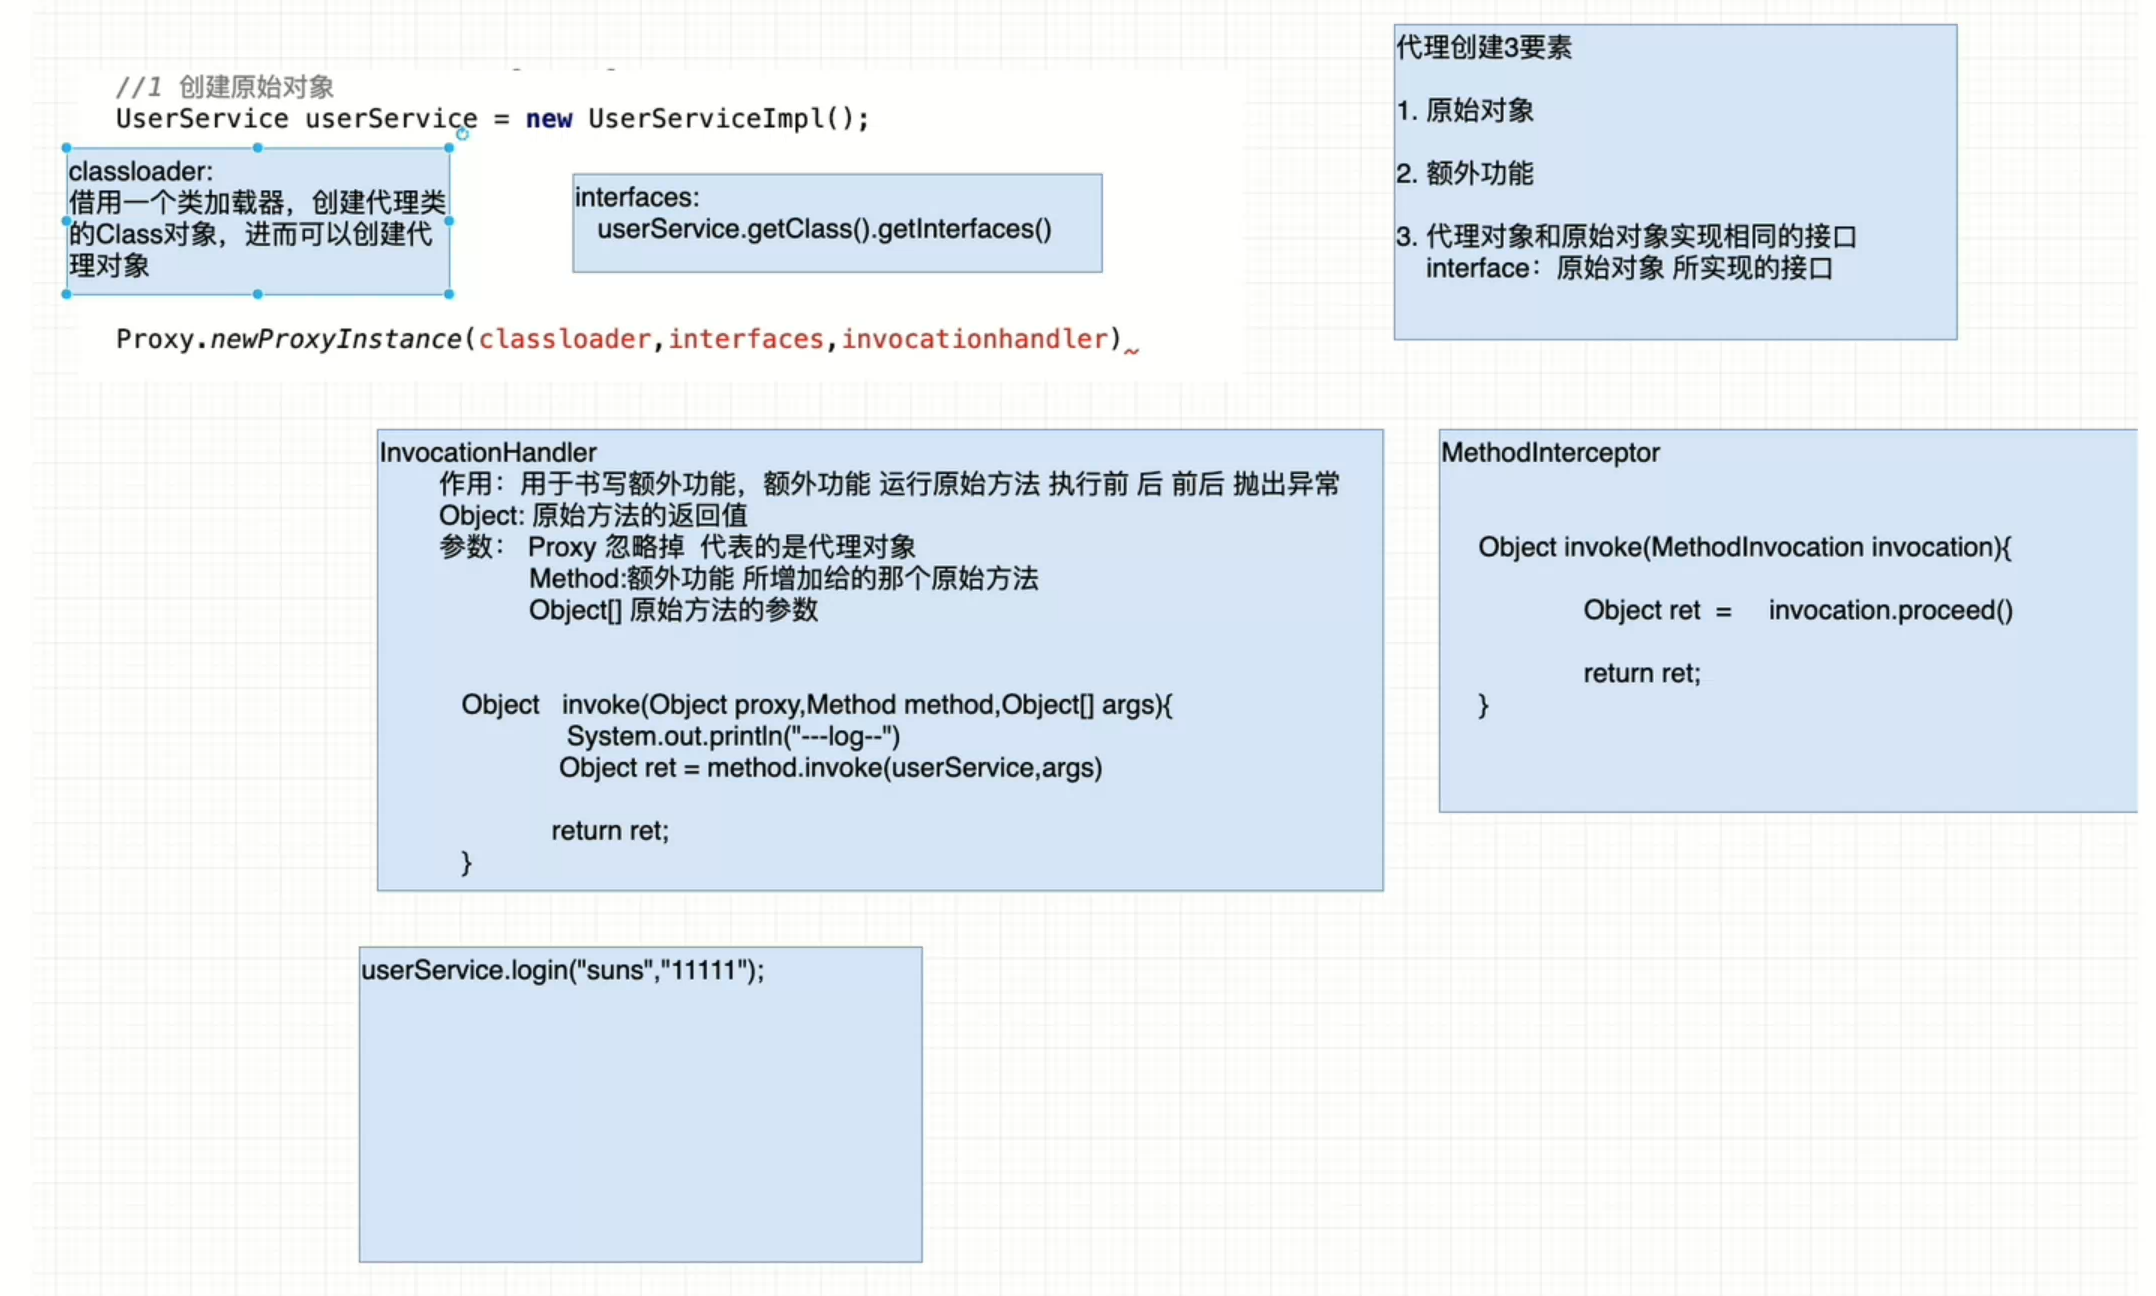 //1 创建原始对象
UserService userService = new UserServiceImpl();
classloader:
借用一个类加载器，创建代理类
的Class对象，进而可以创建代
理对象
interfaces:
userService.getClass().getInterfaces()
Proxy.newProxyInstance(classloader,interfaces,invocationhandler)
代理创建3要素
1. 原始对象
2. 额外功能
3. 代理对象和原始对象实现相同的接口
interface：原始对象 所实现的接口
InvocationHandler
作用：用于书写额外功能，额外功能 运行原始方法 执行前 后 前后 抛出异常
Object: 原始方法的返回值
参数： Proxy 忽略掉 代表的是代理对象
Method:额外功能 所增加给的那个原始方法
Object[] 原始方法的参数
Object invoke(Object proxy,Method method,Object[] args){
System.out.println("---log--")
Object ret = method.invoke(userService,args)
return ret;
}
MethodInterceptor
Object invoke(MethodInvocation invocation){
Object ret = invocation.proceed()
return ret;
}
userService.login("suns","11111");